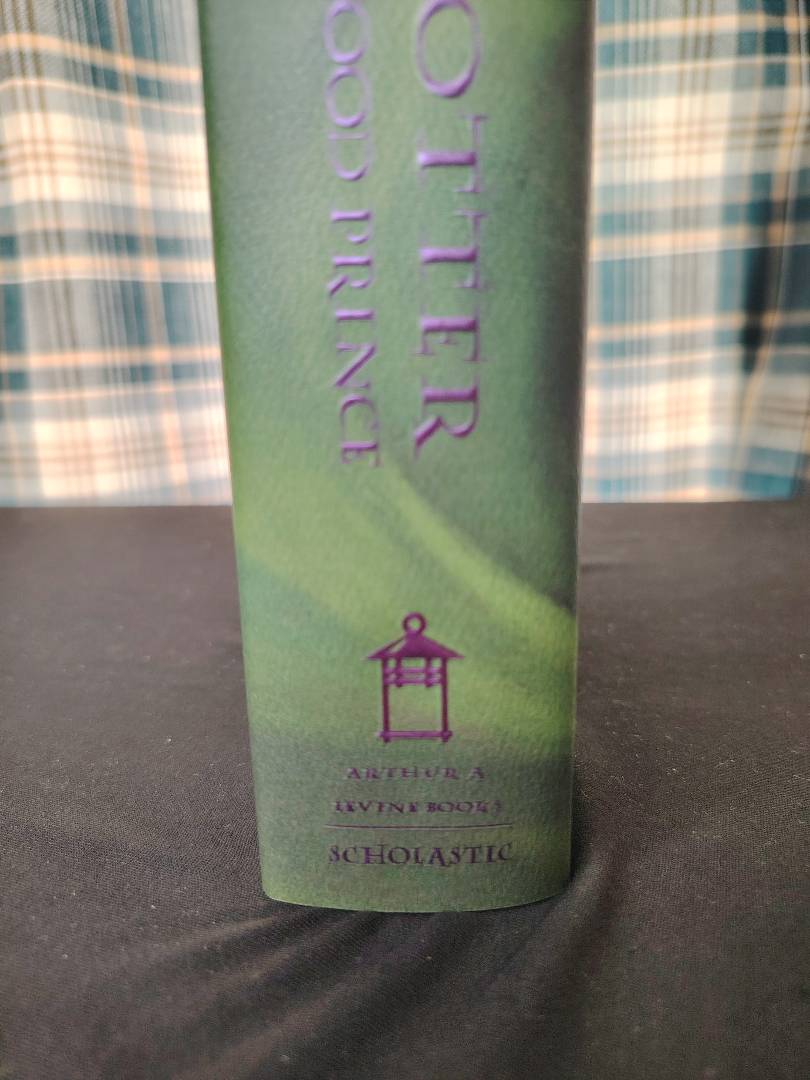 OTTER
OOD PRINCE
ARTHUR A
LEVINE BOOKS
SCHOLASTIC